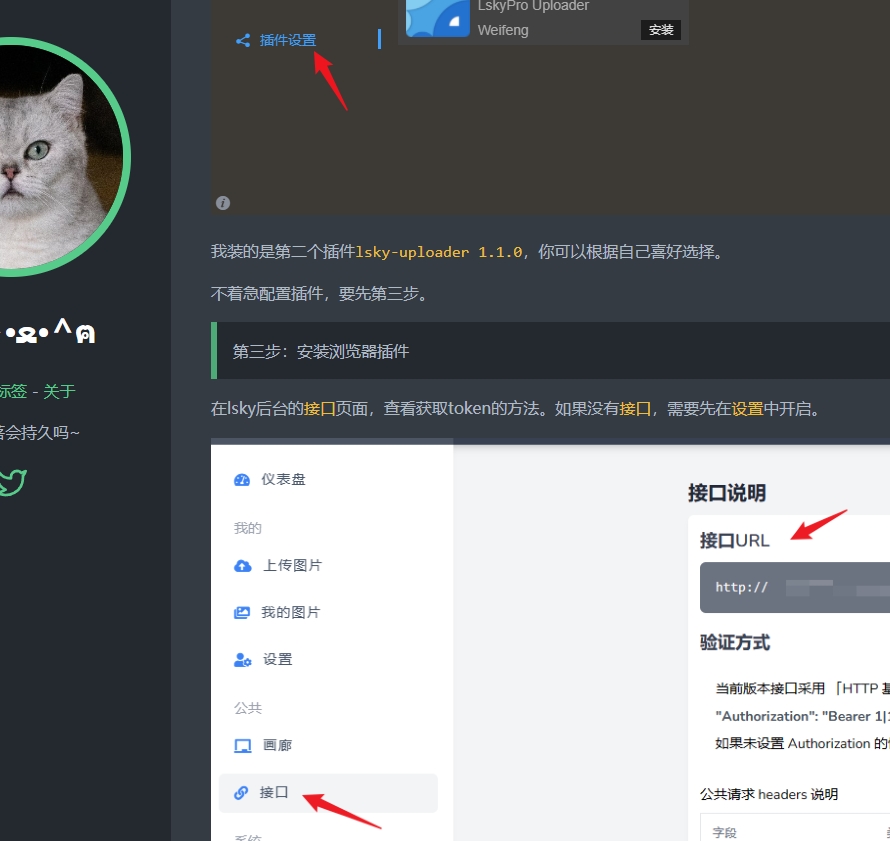 LskyPro Uploader
Weifeng
安装
插件设置
我装的是第二个插件lsky-uploader 1.1.0，你可以根据自己喜好选择。
不着急配置插件，要先第三步。
第三步：安装浏览器插件
标签 - 关于
在lsky后台的接口页面，查看获取token的方法。如果没有接口，需要先在设置中开启。
会持久吗~
仪表盘
我的
上传图片
我的图片
设置
公共
画廊
接口
接口说明
接口URL
http://
验证方式
当前版本接口采用 「HTTP
"Authorization": "Bearer 1|
如果未设置 Authorization 的
公共请求 headers 说明
字段